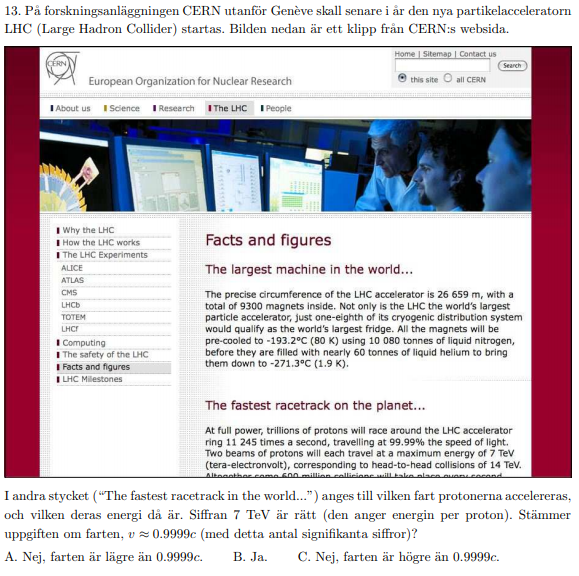 13. På forskningsanläggningen CERN utanför Genève skall senare i år den nya partikelacceleratorn
LHC (Large Hadron Collider) startas. Bilden nedan är ett klipp från CERN:s websida.
CERN
European Organization for Nuclear Research
Home | Sitemap | Contact us
Search
this site all CERN
About us Science Research The LHC People
Why the LHC
How the LHC works
The LHC Experiments
ALICE
ATLAS
CMS
LHCb
TOTEM
LHCf
Computing
The safety of the LHC
Facts and figures
LHC Milestones
Facts and figures
The largest machine in the world...
The precise circumference of the LHC accelerator is 26 659 m, with a
total of 9300 magnets inside. Not only is the LHC the world's largest
particle accelerator, just one-eighth of its cryogenic distribution system
would qualify as the world's largest fridge. All the magnets will be
pre-cooled to -193.2°C (80 K) using 10 080 tonnes of liquid nitrogen,
before they are filled with nearly 60 tonnes of liquid helium to bring
them down to -271.3°C (1.9 K).
The fastest racetrack on the planet...
At full power, trillions of protons will race around the LHC accelerator
ring 11 245 times a second, travelling at 99.99% the speed of light.
Two beams of protons will each travel at a maximum energy of 7 TeV
(tera-electronvolt), corresponding to head-to-head collisions of 14 TeV.
Altogether some 600 million collisions will take place every second
I andra stycket ("The fastest racetrack in the world...") anges till vilken fart protonerna accelereras,
och vilken deras energi då är. Siffran 7 TeV är rätt (den anger energin per proton). Stämmer
uppgiften om farten, v ≈ 0.9999c (med detta antal signifikanta siffror)?
A. Nej, farten är lägre än 0.9999c. B. Ja. C. Nej, farten är högre än 0.9999c.